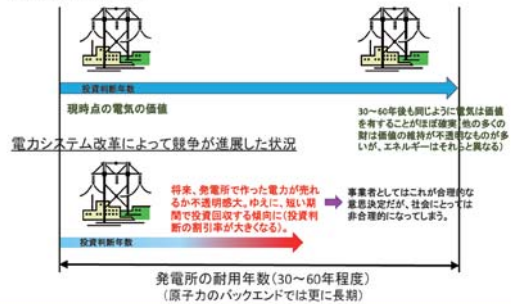 投資判断年数
現時点の電気の価値
30～60年後も同じように電気は価値
を有することがほぼ確実(他の多くの
財は価値の維持が不透明なものが多
いが、エネルギーはそれらと異なる)
電力システム改革によって競争が進展した状況
将来、発電所で作った電力が売れ
るか不透明感大。ゆえに、短い期
間で投資回収する傾向に(投資判
断の割引率が大きくなる)。
事業者としてはこれが合理的な
意思決定だが、社会にとっては
非合理的になってしまう。
投資判断年数
発電所の耐用年数(30～60年程度)
(原子力のバックエンドでは更に長期)